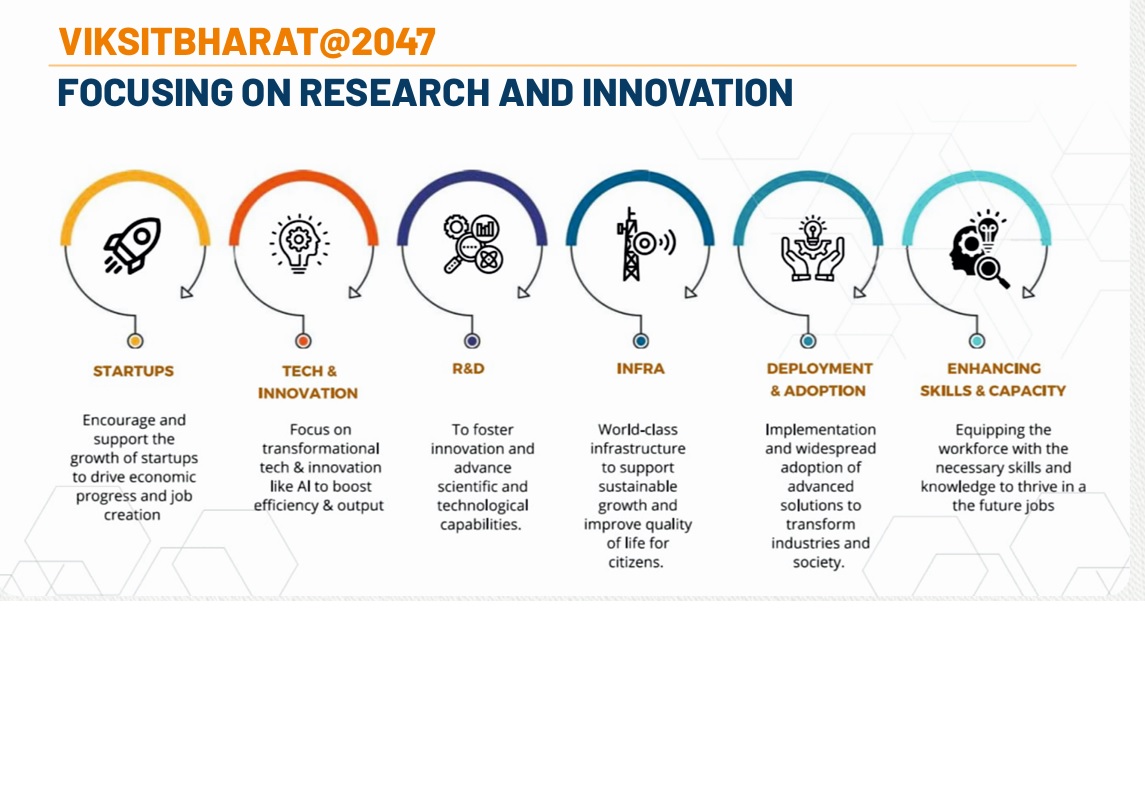 VIKSITBHARAT@2047
FOCUSING ON RESEARCH AND INNOVATION
STARTUPS
Encourage and
support the
growth of startups
to drive economic
progress and job
creation
TECH &
INNOVATION
Focus on
transformational
tech & innovation
like AI to boost
efficiency & output
R&D
To foster
innovation and
advance
scientific and
technological
capabilities.
INFRA
World-class
infrastructure
to support
sustainable
growth and
improve quality
of life for
citizens.
DEPLOYMENT
& ADOPTION
Implementation
and widespread
adoption of
advanced
solutions to
transform
industries and
society.
ENHANCING
SKILLS & CAPACITY
Equipping the
workforce with the
necessary skills and
knowledge to thrive in a
the future jobs